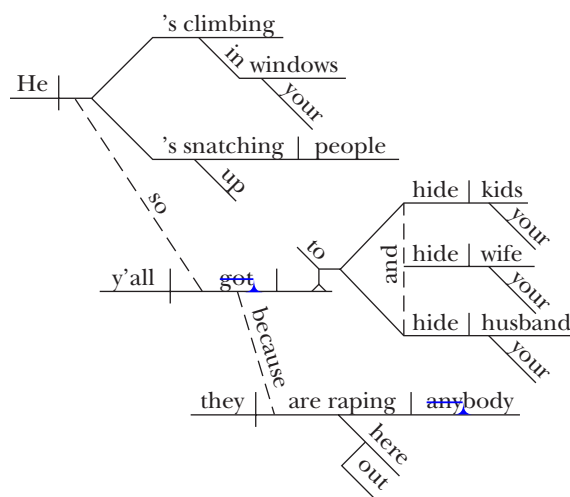 's climbing
in windows
He
your
's snatching people
up
so
hide kids
your
to
and
hide wife
your
y'all got
hide husband
your
because
they are raping anybody
here
out